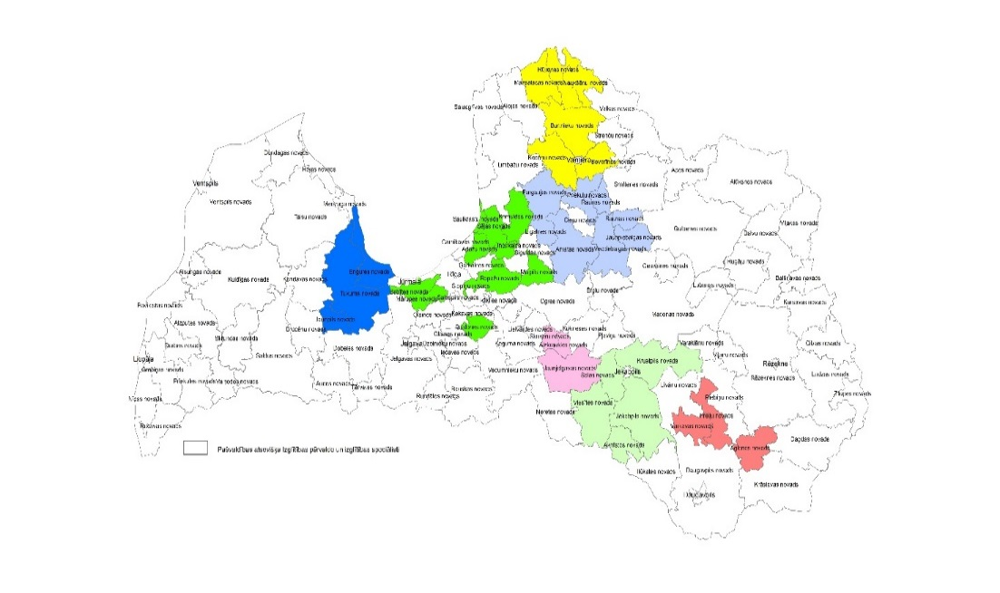 Rūjienas novads
Mazsalacas novads
Naukšēnu novads
Salacgrīvas novads
Alojas novads
Valkas novads
Burtnieku novads
Strenču novads
Dundagas novads
Kocēnu novads
Valmiera
Beverīnas novads
Limbažu novads
Rojas novads
Apes novads
Ventspils
Smiltenes novads
Alūksnes novads
Pārgaujas novads
Priekuļu novads
Ventspils novads
Mērsraga novads
Raunas novads
Talsu novads
Saulkrastu novads
Krimuldas novads
Sējas novads
Cēsu novads
Viļakas novads
Līgatnes novads
Gulbenes novads
Balvu novads
Jaunpiebalgas novads
Carnikavas novads
Ādažu novads
Inčukalna novads
Siguldas novads
Amatas novads
Vecpiebalgas novads
Rugāju novads
Alsungas novads
Engures novads
Rīga
Garkalnes novads
Mālpils novads
Cesvaines novads
Kuldīgas novads
Kandavas novads
Jūrmala
Ropažu novads
Lubānas novads
Baltinavas novads
Tukuma novads
Babītes novads
Stopiņu novads
Ērgļu novads
Mārupes novads
Salaspils novads
Ikšķiles novads
Ogres novads
Kārsavas novads
Pāvilostas novads
Olaines novads
Ķekavas novads
Madonas novads
Aizputes novads
Jaunpils novads
Baldones novads
Brocēnu novads
Lielvārdes novads
Kokneses novads
Ozolnieku novads
Pļaviņu novads
Skrundas novads
Jelgava
Ķeguma novads
Skrīveru novads
Aizkraukles novads
Varakļānu novads
Ciblas novads
Durbes novads
Dobeles novads
Iecavas novads
Viļānu novads
Saldus novads
Jelgavas novads
Krustpils novads
Liepāja
Rēzekne
Grobiņas novads
Vecumnieku novads
Jaunjelgavas novads
Jēkabpils
Salas novads
Rēzeknes novads
Ludzas novads
Priekules novads
Vaiņodes novads
Auces novads
Tērvetes novads
Bauskas novads
Līvānu novads
Zilupes novads
Nīcas novads
Rundāles novads
Riebiņu novads
Viesītes novads
Neretas novads
Jēkabpils novads
Preiļu novads
Rucavas novads
Vārkavas novads
Dagdas novads
Aknīstes novads
Aglonas novads
Pašvaldības atsevišķu izglītības pārvalde un izglītības speciālisti
Ilūkstes novads
Daugavpils novads
Krāslavas novads
Daugavpils